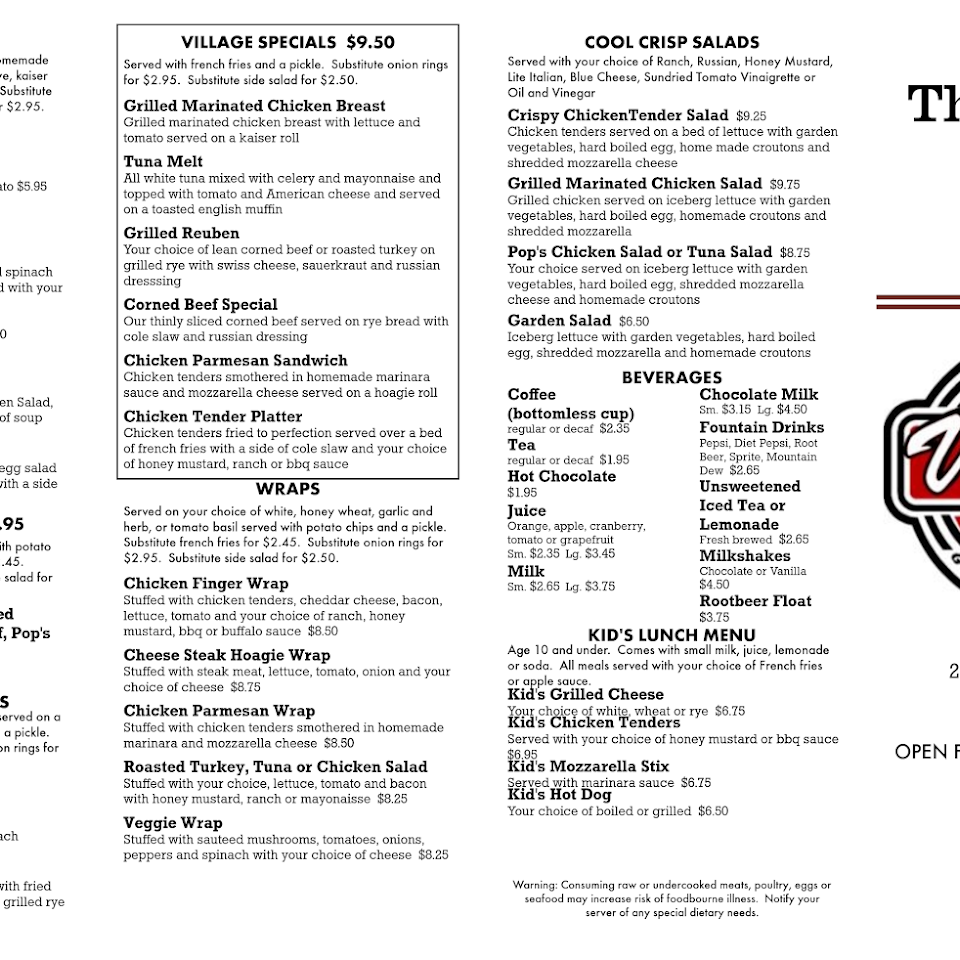 omemade
ve, kaiser
Substitute
r $2.95.
ato $5.95
l spinach
d with your
0
en Salad,
of soup
egg salad
with a side
.95
ith potato
.45.
salad for
ed
f, Pop's
S
served on a
a pickle.
on rings for
ach
with fried
grilled rye
VILLAGE SPECIALS $9.50
Served with french fries and a pickle. Substitute onion rings
for $2.95. Substitute side salad for $2.50.
Grilled Marinated Chicken Breast
Grilled marinated chicken breast with lettuce and
tomato served on a kaiser roll
Tuna Melt
All white tuna mixed with celery and mayonnaise and
topped with tomato and American cheese and served
on a toasted english muffin
Grilled Reuben
Your choice of lean corned beef or roasted turkey on
grilled rye with swiss cheese, sauerkraut and russian
dresssing
Corned Beef Special
Our thinly sliced corned beef served on rye bread with
cole slaw and russian dressing
Chicken Parmesan Sandwich
Chicken tenders smothered in homemade marinara
sauce and mozzarella cheese served on a hoagie roll
Chicken Tender Platter
Chicken tenders fried to perfection served over a bed
of french fries with a side of cole slaw and your choice
of honey mustard, ranch or bbq sauce
WRAPS
Served on your choice of white, honey wheat, garlic and
herb, or tomato basil served with potato chips and a pickle.
Substitute french fries for $2.45. Substitute onion rings for
$2.95. Substitute side salad for $2.50.
Chicken Finger Wrap
Stuffed with chicken tenders, cheddar cheese, bacon,
lettuce, tomato and your choice of ranch, honey
mustard, bbq or buffalo sauce $8.50
Cheese Steak Hoagie Wrap
Stuffed with steak meat, lettuce, tomato, onion and your
choice of cheese $8.75
Chicken Parmesan Wrap
Stuffed with chicken tenders smothered in homemade
marinara and mozzarella cheese $8.50
Roasted Turkey, Tuna or Chicken Salad
Stuffed with your choice, lettuce, tomato and bacon
with honey mustard, ranch or mayonaisse $8.25
Veggie Wrap
Stuffed with sauteed mushrooms, tomatoes, onions,
peppers and spinach with your choice of cheese $8.25
COOL CRISP SALADS
Served with your choice of Ranch, Russian, Honey Mustard,
Lite Italian, Blue Cheese, Sundried Tomato Vinaigrette or
Oil and Vinegar
Crispy ChickenTender Salad $9.25
Chicken tenders served on a bed of lettuce with garden
vegetables, hard boiled egg, home made croutons and
shredded mozzarella cheese
Grilled Marinated Chicken Salad $9.75
Grilled chicken served on iceberg lettuce with garden
vegetables, hard boiled egg, homemade croutons and
shredded mozzarella
Pop's Chicken Salad or Tuna Salad $8.75
Your choice served on iceberg lettuce with garden
vegetables, hard boiled egg, shredded mozzarella
cheese and homemade croutons
Garden Salad $6.50
Iceberg lettuce with garden vegetables, hard boiled
egg, shredded mozzarella and homemade croutons
BEVERAGES
Coffee
(bottomless cup)
regular or decaf $2.35
Tea
regular or decaf $1.95
Hot Chocolate
$1.95
Juice
Orange, apple, cranberry,
tomato or grapefruit
Sm. $2.35 Lg. $3.45
Milk
Sm. $2.65 Lg. $3.75
Chocolate Milk
Sm. $3.15 Lg. $4.50
Fountain Drinks
Pepsi, Diet Pepsi, Root
Beer, Sprite, Mountain
Dew $2.65
Unsweetened
Iced Tea or
Lemonade
Fresh brewed $2.65
Milkshakes
Chocolate or Vanilla
$4.50
Rootbeer Float
$3.75
KID'S LUNCH MENU
Age 10 and under. Comes with small milk, juice, lemonade
or soda. All meals served with your choice of French fries
or apple sauce.
Kid's Grilled Cheese
Your choice of white, wheat or rye $6.75
Kid's Chicken Tenders
Served with your choice of honey mustard or bbq sauce
$6.95
Kid's Mozzarella Stix
Served with marinara sauce $6.75
Kid's Hot Dog
Your choice of boiled or grilled $6.50
Warning: Consuming raw or undercooked meats, poultry, eggs or
seafood may increase risk of foodbourne illness. Notify your
server of any special dietary needs.
Th
V
2
OPEN F